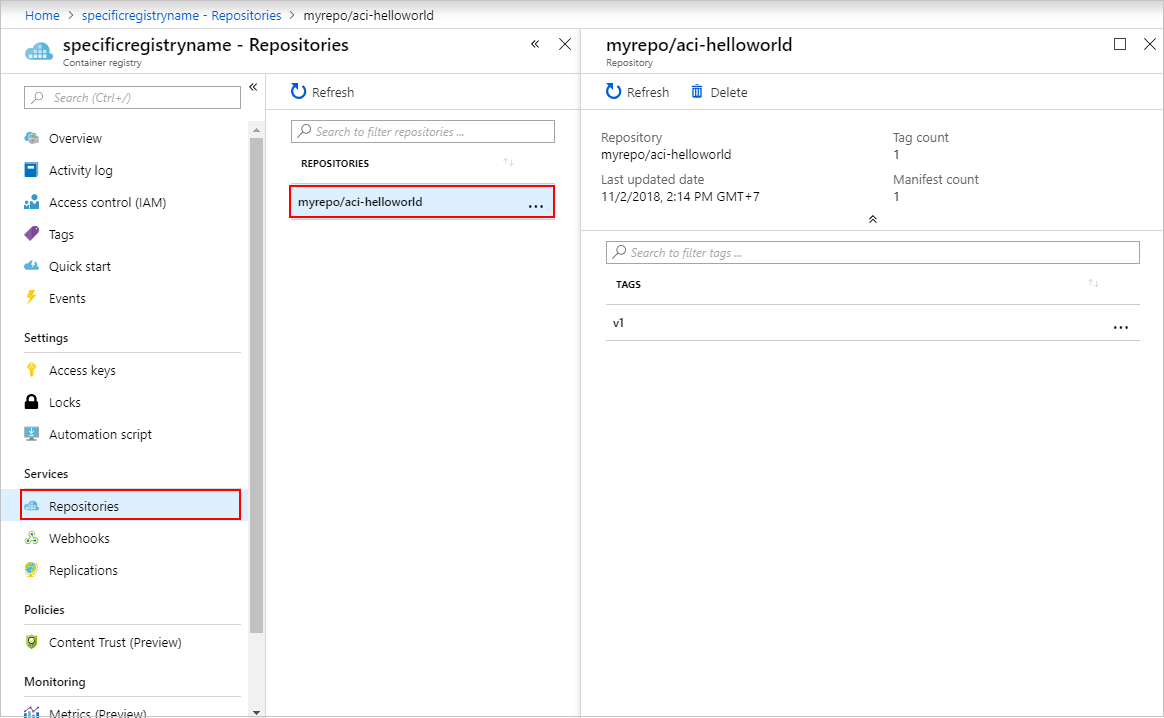 Home > specificregistryname - Repositories > myrepo/aci-helloworld
specificregistryname - Repositories
Container registry
Search (Ctrl+/)
Overview
Activity log
Access control (IAM)
Tags
Quick start
Events
Settings
Access keys
Locks
Automation script
Services
Repositories
Webhooks
Replications
Policies
Content Trust (Preview)
Monitoring
Metrics (Preview)
Refresh
Search to filter repositories ...
REPOSITORIES
myrepo/aci-helloworld ...
myrepo/aci-helloworld
Repository
Refresh Delete
Repository
myrepo/aci-helloworld
Last updated date
11/2/2018, 2:14 PM GMT+7
Tag count
1
Manifest count
1
Search to filter tags ...
TAGS
v1 ...